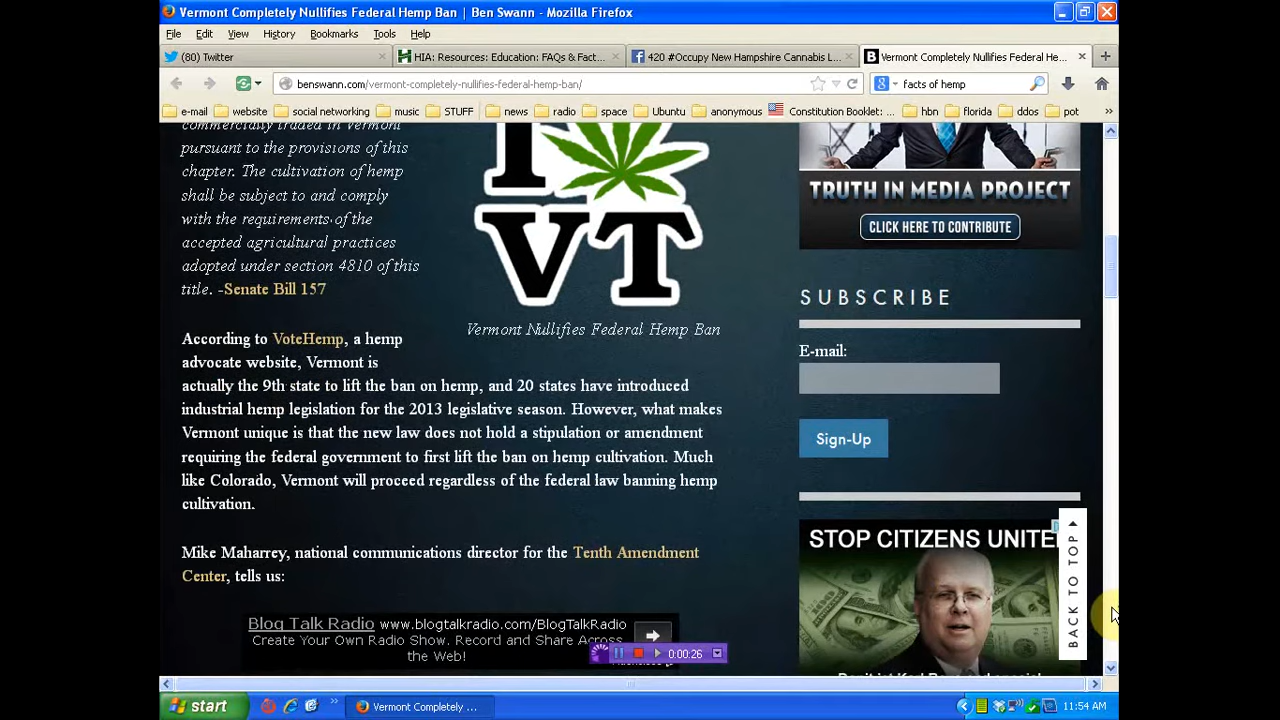 Vermont Completely Nullifies Federal Hemp Ban | Ben Swann - Mozilla Firefox
File Edit View History Bookmarks Tools Help
(80) Twitter
HIA: Resources: Education: FAQs & Fact...
420 #Occupy New Hampshire Cannabis L...
Vermont Completely Nullifies Federal He...
benswann.com/vermont-completely-nullifies-federal-hemp-ban/
facts of hemp
e-mail website social networking music STUFF news radio space Ubuntu anonymous Constitution Booklet: ... hbn florida ddos pot
commercially traded in Vermont
pursuant to the provisions of this
chapter. The cultivation of hemp
shall be subject to and comply
with the requirements of the
accepted agricultural practices
adopted under section 4810 of this
title. -Senate Bill 157
I
VT
Vermont Nullifies Federal Hemp Ban
According to VoteHemp, a hemp
advocate website, Vermont is
actually the 9th state to lift the ban on hemp, and 20 states have introduced
industrial hemp legislation for the 2013 legislative season. However, what makes
Vermont unique is that the new law does not hold a stipulation or amendment
requiring the federal government to first lift the ban on hemp cultivation. Much
like Colorado, Vermont will proceed regardless of the federal law banning hemp
cultivation.
Mike Maharrey, national communications director for the Tenth Amendment
Center, tells us:
Blog Talk Radio www.blogtalkradio.com/BlogTalkRadio
Create Your Own Radio Show. Record and Share Across
the Web!
0:00:26
TRUTH IN MEDIA PROJECT
CLICK HERE TO CONTRIBUTE
SUBSCRIBE
E-mail:
Sign-Up
STOP CITIZENS UNITE
BACK TO TOP
start
Vermont Completely ...
11:54 AM